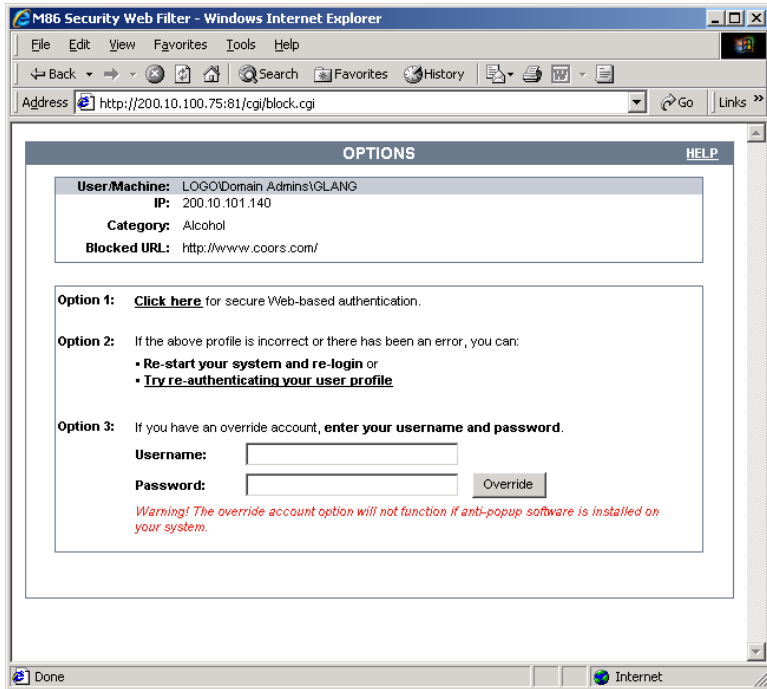 M86 Security Web Filter - Windows Internet Explorer
File Edit View Favorites Tools Help
Back Search Favorites History
Address http://200.10.100.75:81/cgi/block.cgi Go Links »
OPTIONS HELP
User/Machine: LOGO\Domain Admins\GLANG
IP: 200.10.101.140
Category: Alcohol
Blocked URL: http://www.coors.com/
Option 1: Click here for secure Web-based authentication.
Option 2: If the above profile is incorrect or there has been an error, you can:
▪ Re-start your system and re-login or
▪ Try re-authenticating your user profile
Option 3: If you have an override account, enter your username and password.
Username:
Password: Override
Warning! The override account option will not function if anti-popup software is installed on
your system.
Done Internet